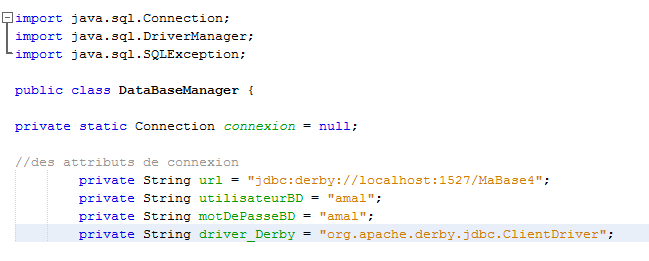 import java.sql.Connection;
import java.sql.DriverManager;
import java.sql.SQLException;
public class DataBaseManager {
private static Connection connexion = null;
//des attributs de connexion
private String url = "jdbc:derby://localhost:1527/MaBase4";
private String utilisateurBD = "amal";
private String motDePasseBD = "amal";
private String driver_Derby = "org.apache.derby.jdbc.ClientDriver";